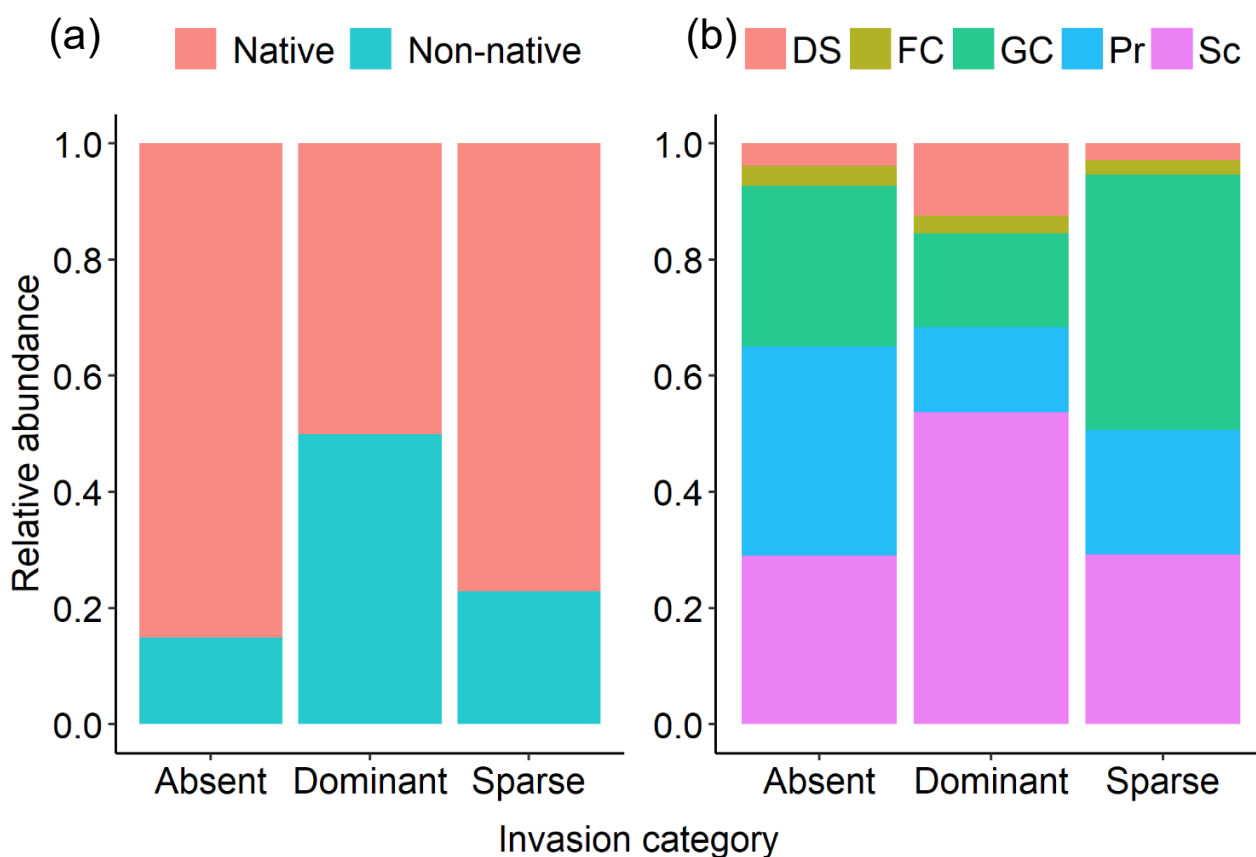 (a) Native Non-native
(b) DS FC GC Pr Sc
Relative abundance
1.0
0.8
0.6
0.4
0.2
0.0
Absent Dominant Sparse
1.0
0.8
0.6
0.4
0.2
0.0
Absent Dominant Sparse
Invasion category